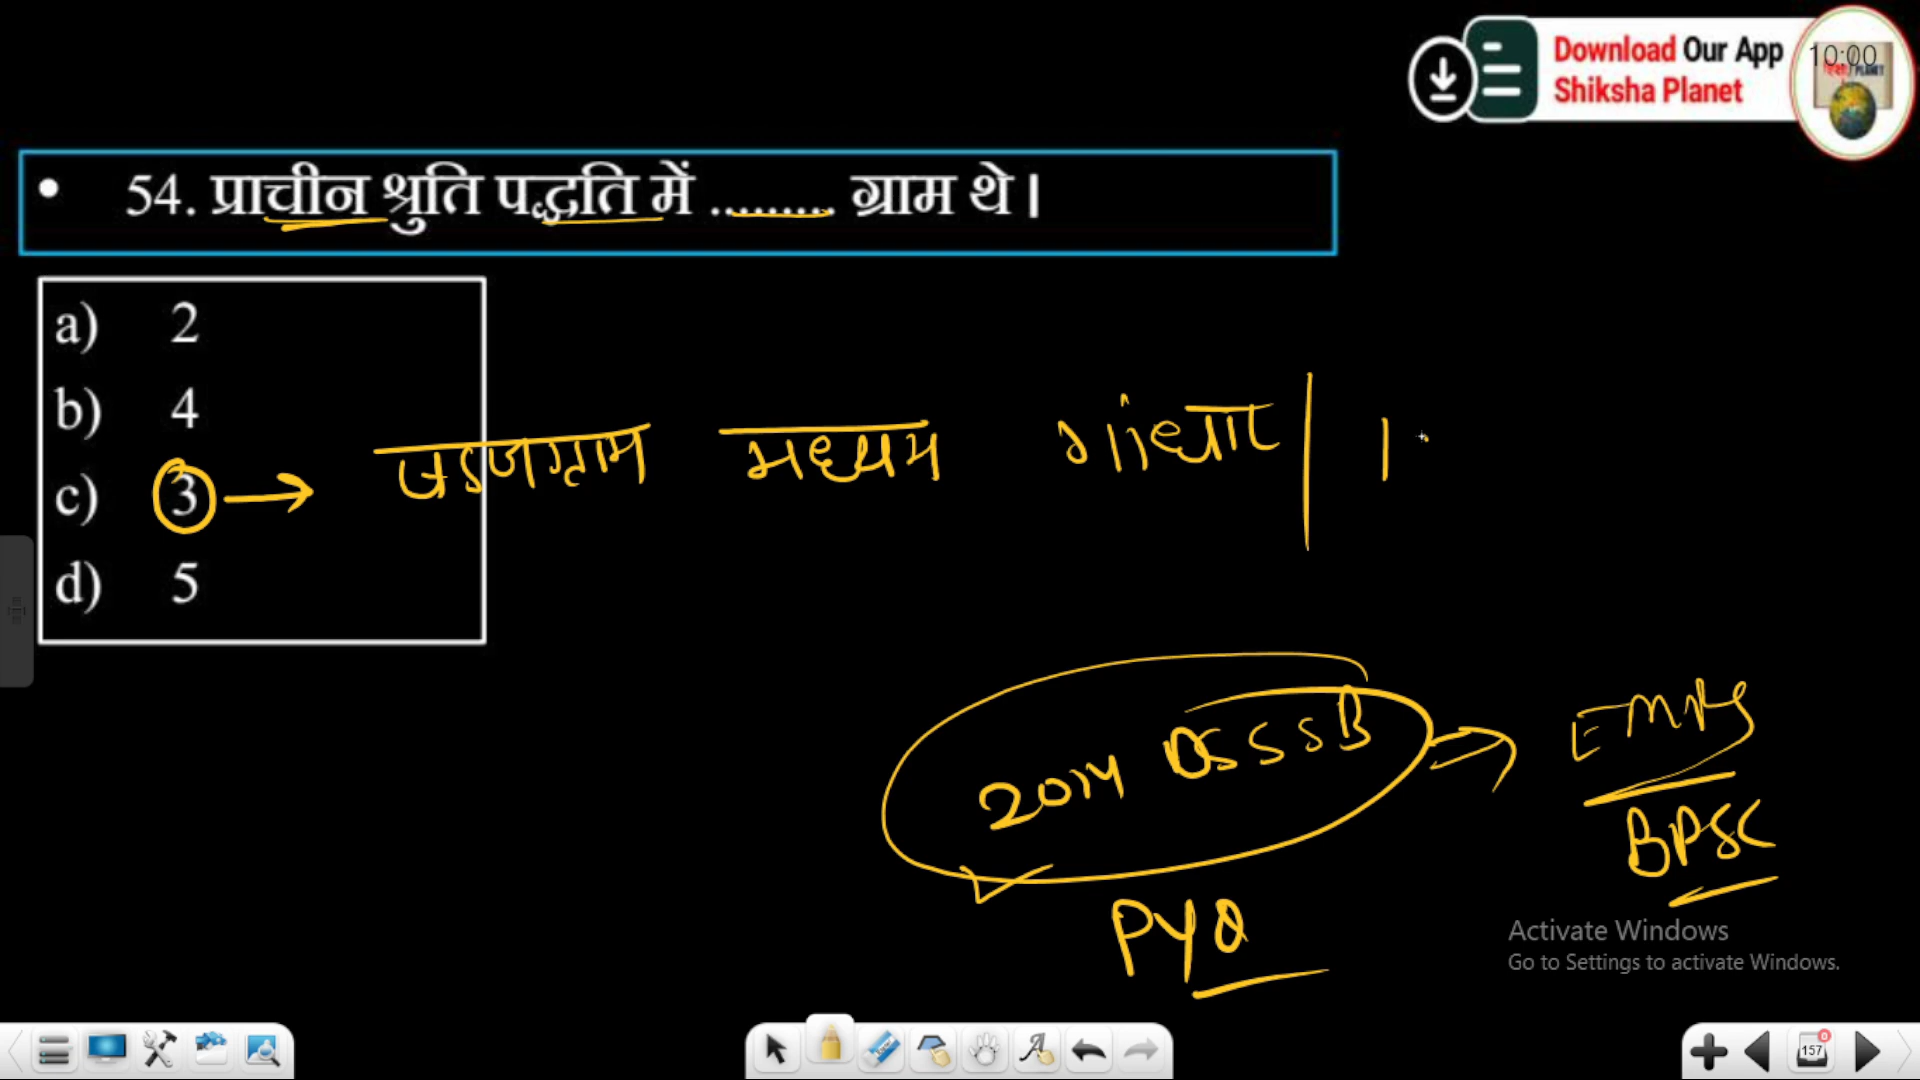 Download Our App
Shiksha Planet
10:00
• 54. प्राचीन श्रुति पद्धति में ......... ग्राम थे।
a) 2
b) 4
c) 3
d) 5
षडजग्राम मध्यम गांधार
2014 DSSSB
EMRS
BPSC
PYQ
Activate Windows
Go to Settings to activate Windows.
157